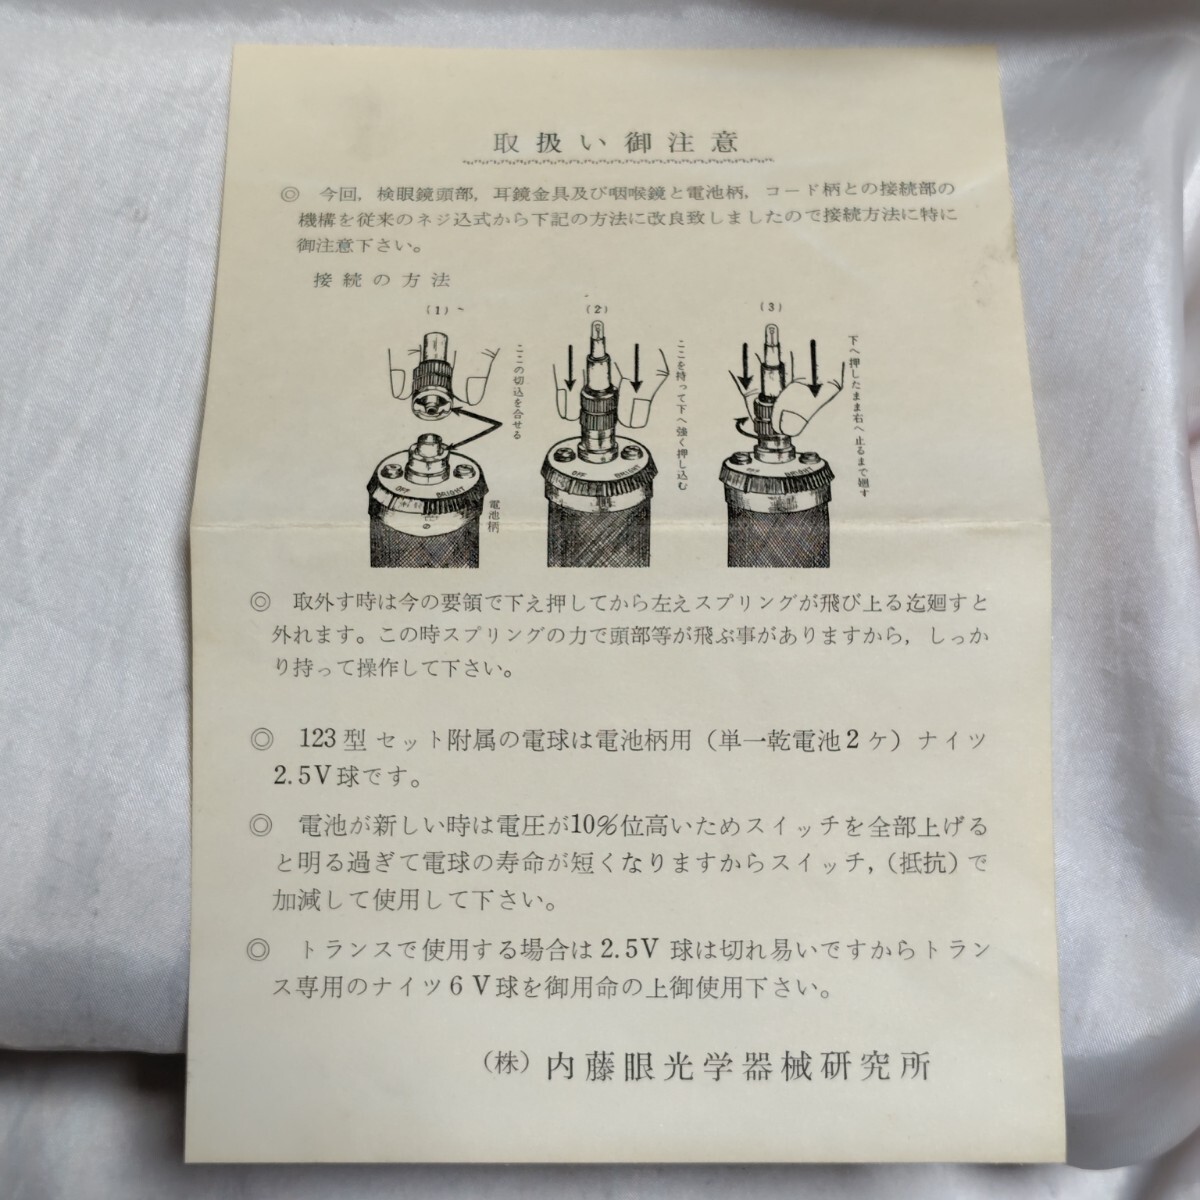 取扱い御注意
◎ 今回，検眼鏡頭部，耳鏡金具及び咽喉鏡と電池柄，コード柄との接続部の
機構を従来のネジ込式から下記の方法に改良致しましたので接続方法に特に
御注意下さい。
接続の方法
(1)
(2)
(3)
ここの切込を合せる
ここを持って下へ強く押し込む
下へ押したまま右へ止るまで廻す
OFF BRIGHT
OFF BRIGHT
OFF BRIGHT
電池柄
◎ 取外す時は今の要領で下え押してから左えスプリングが飛び上る迄廻すと
外れます。この時スプリングの力で頭部等が飛ぶ事がありますから，しっか
り持って操作して下さい。
◎ 123型 セット附属の電球は電池柄用（単一乾電池2ケ）ナイツ
2.5V球です。
◎ 電池が新しい時は電圧が10%位高いためスイッチを全部上げる
と明る過ぎて電球の寿命が短くなりますからスイッチ，（抵抗）で
加減して使用して下さい。
◎ トランスで使用する場合は2.5V 球は切れ易いですからトラン
ス専用のナイツ6V球を御用命の上御使用下さい。
（株）内藤眼光学器械研究所